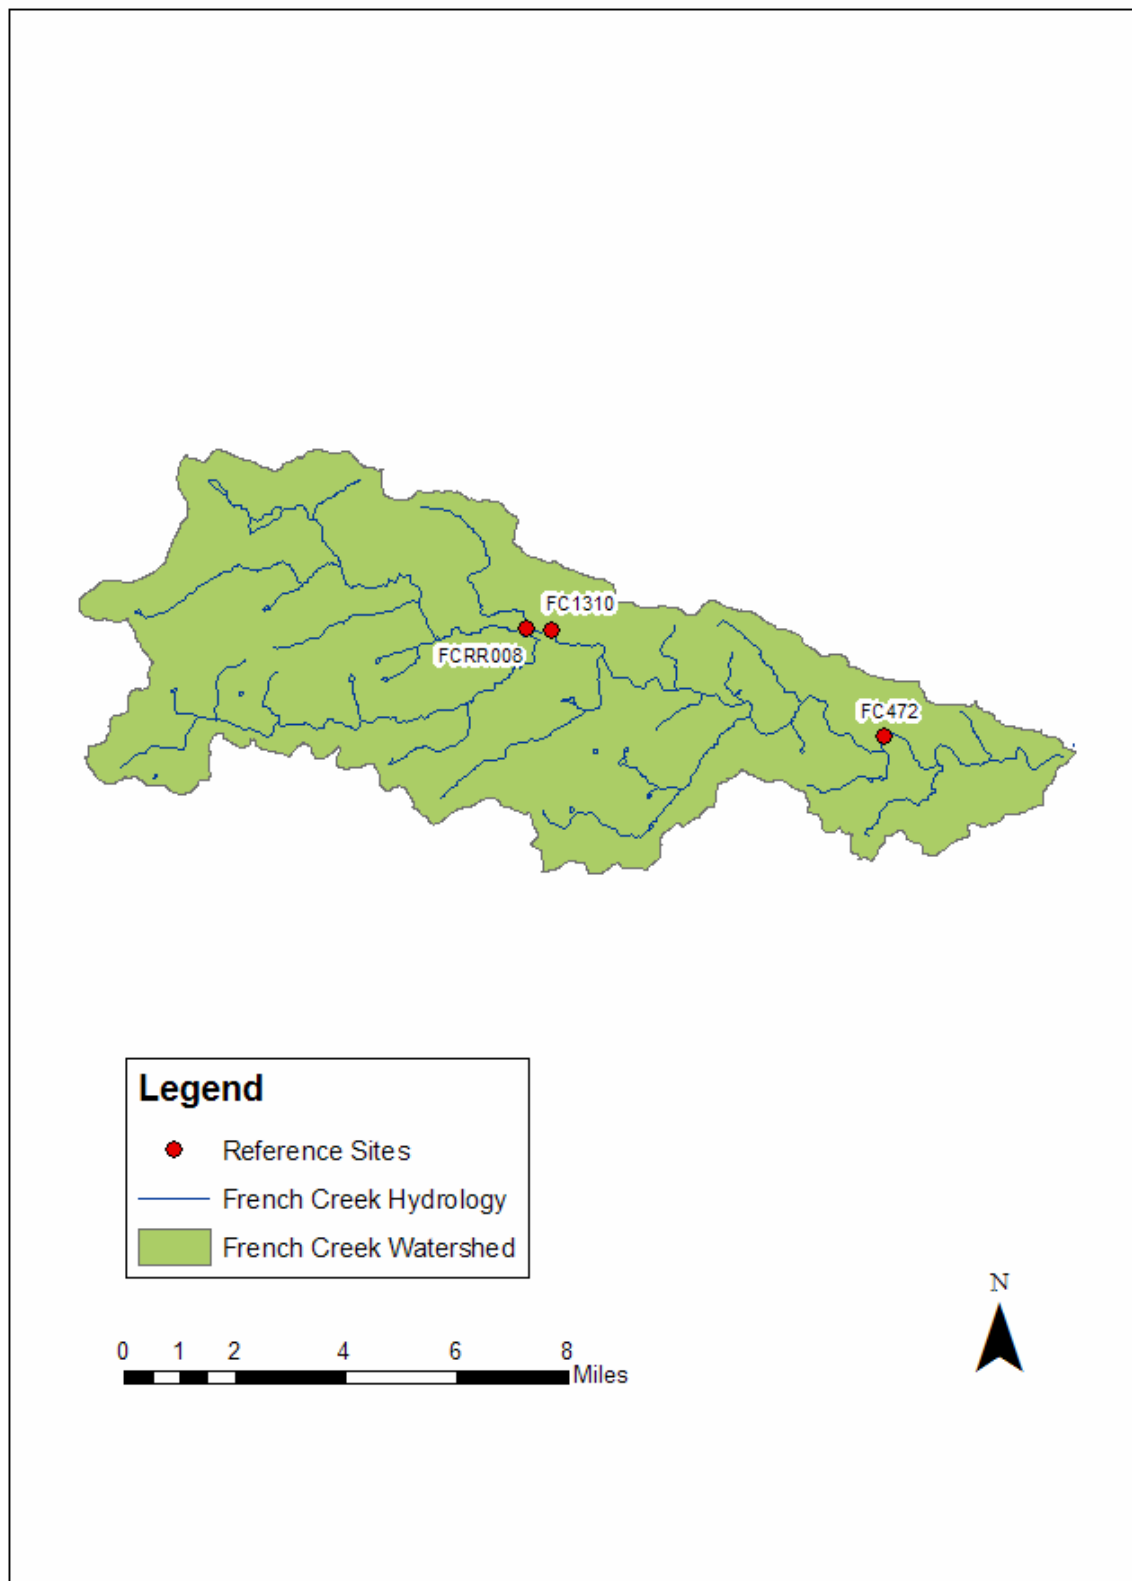 FC1310
FCRR008
FC472
Legend
Reference Sites
French Creek Hydrology
French Creek Watershed
N
0 1 2 4 6 8
Miles